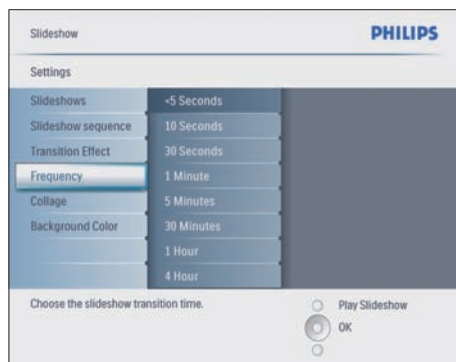 Slideshow
PHILIPS
Settings
Slideshows
<5 Seconds
Slideshow sequence
10 Seconds
Transition Effect
30 Seconds
Frequency
1 Minute
Collage
5 Minutes
Background Color
30 Minutes
1 Hour
4 Hour
Choose the slideshow transition time.
Play Slideshow
OK